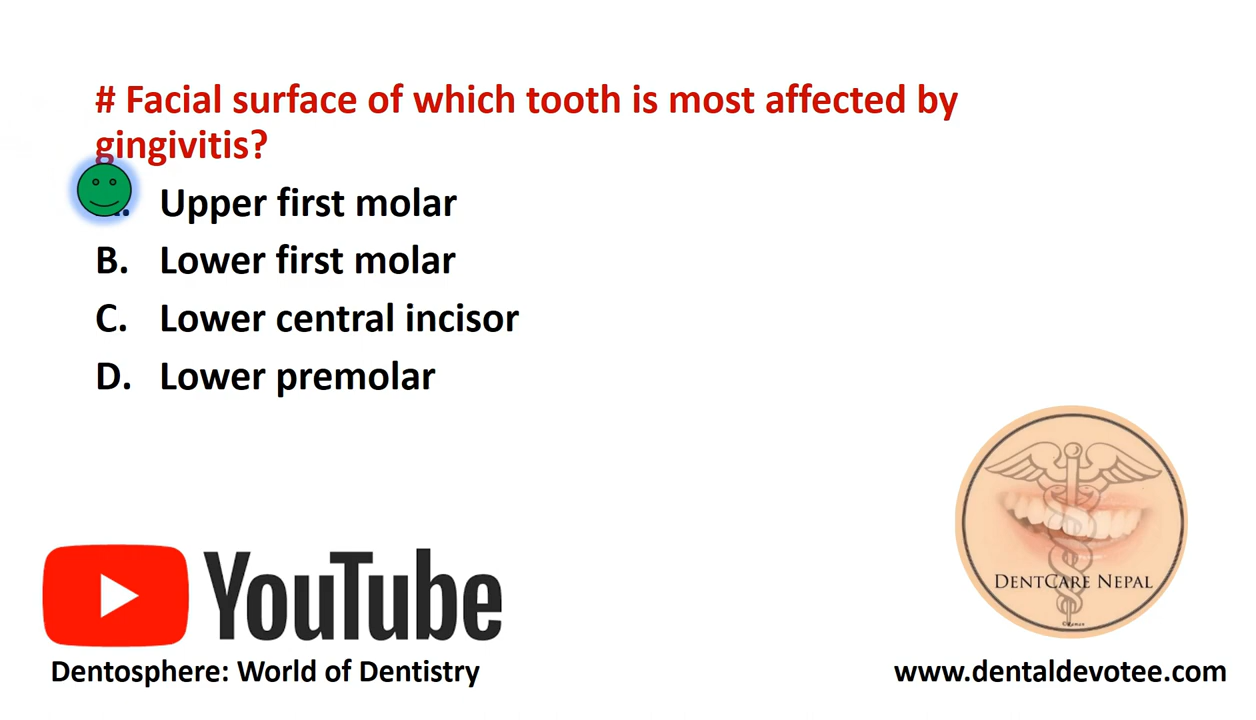 # Facial surface of which tooth is most affected by
gingivitis?
Upper first molar
B. Lower first molar
C. Lower central incisor
D. Lower premolar
DENTCARE NEPAL
YouTube
Dentosphere: World of Dentistry
www.dentaldevotee.com